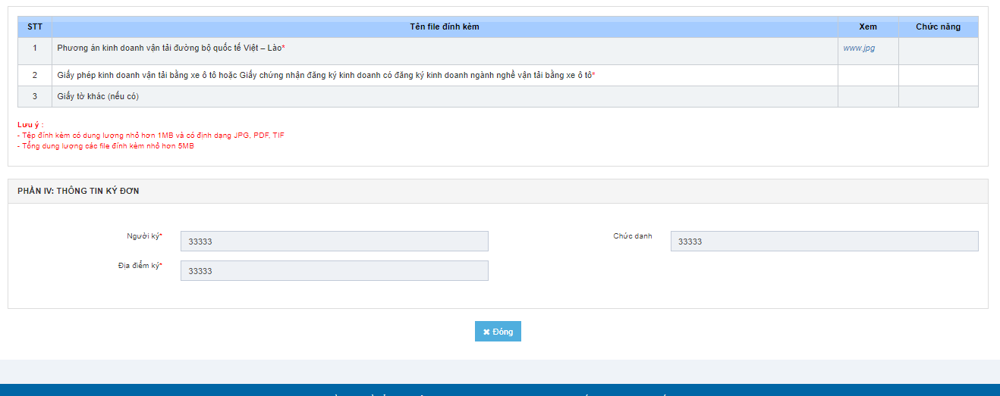 STT Tên file đính kèm Xem Chức năng
1 Phương án kinh doanh vận tải đường bộ quốc tế Việt – Lào* www.jpg
2 Giấy phép kinh doanh vận tải bằng xe ô tô hoặc Giấy chứng nhận đăng ký kinh doanh có đăng ký kinh doanh ngành nghề vận tải bằng xe ô tô*
3 Giấy tờ khác (nếu có)
Lưu ý :
- Tệp đính kèm có dung lượng nhỏ hơn 1MB và có định dạng JPG, PDF, TIF
- Tổng dung lượng các file đính kèm nhỏ hơn 5MB
PHẦN IV: THÔNG TIN KÝ ĐƠN
Người ký* 33333 Chức danh 33333
Địa điểm ký* 33333
✖ Đóng